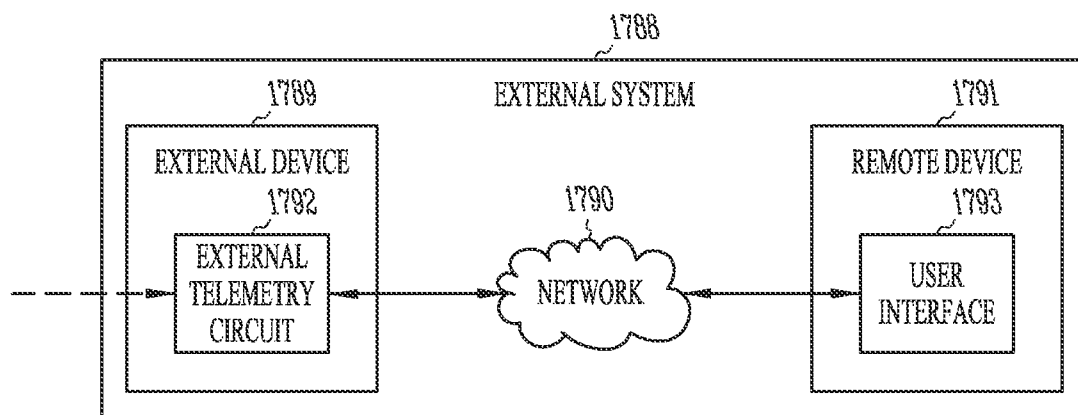 1788
EXTERNAL SYSTEM
1789
EXTERNAL DEVICE
1792
EXTERNAL
TELEMETRY
CIRCUIT
1790
NETWORK
1791
REMOTE DEVICE
1793
USER
INTERFACE